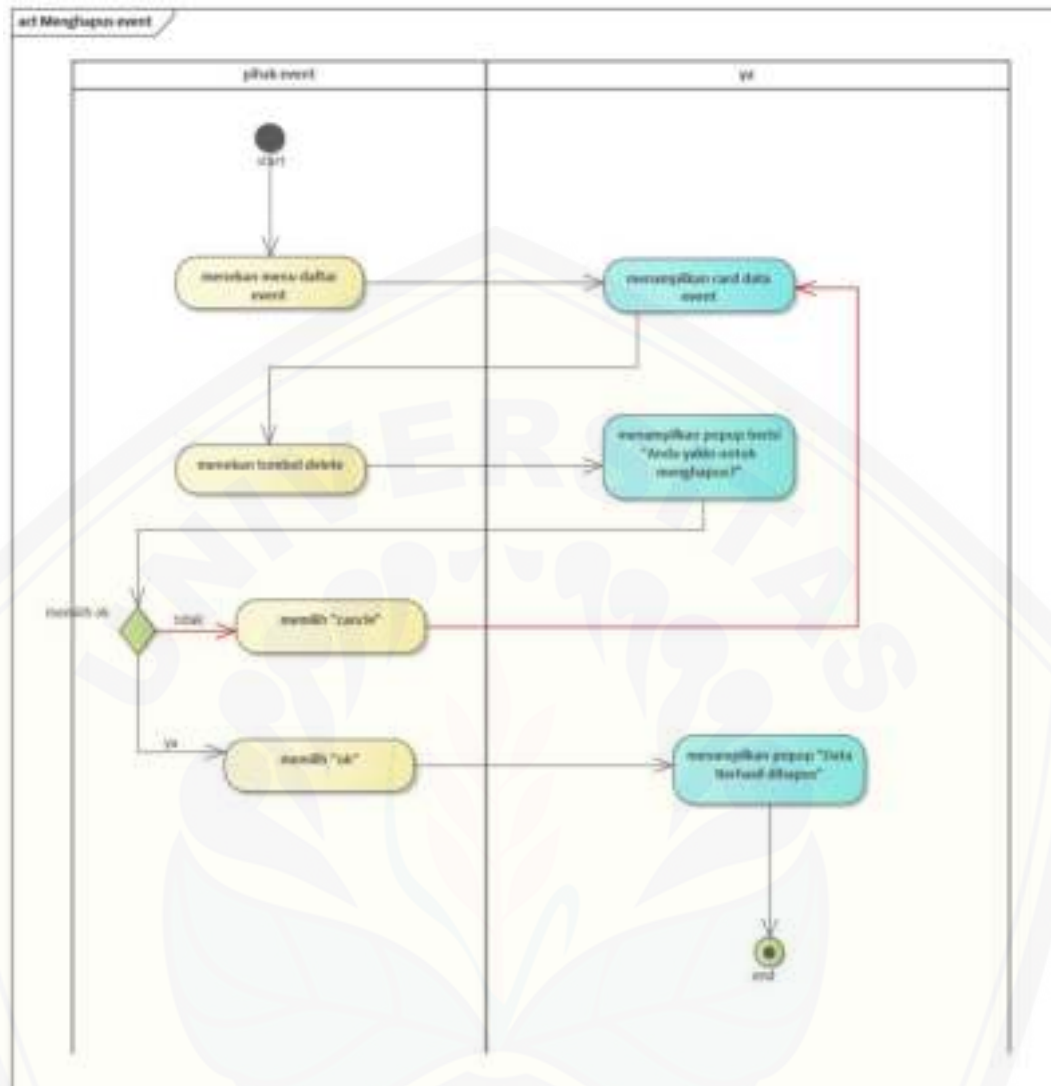 act Menghapus event
pihak event
ya
start
menekan menu daftar
event
menampilkan card data
event
menekan tombol delete
menampilkan popup berisi
"Anda yakin untuk
menghapus?"
memilih ok
tidak
memilih "cancle"
ya
memilih "ok"
menampilkan popup "Data
Berhasil dihapus"
end
UNIVERSITAS